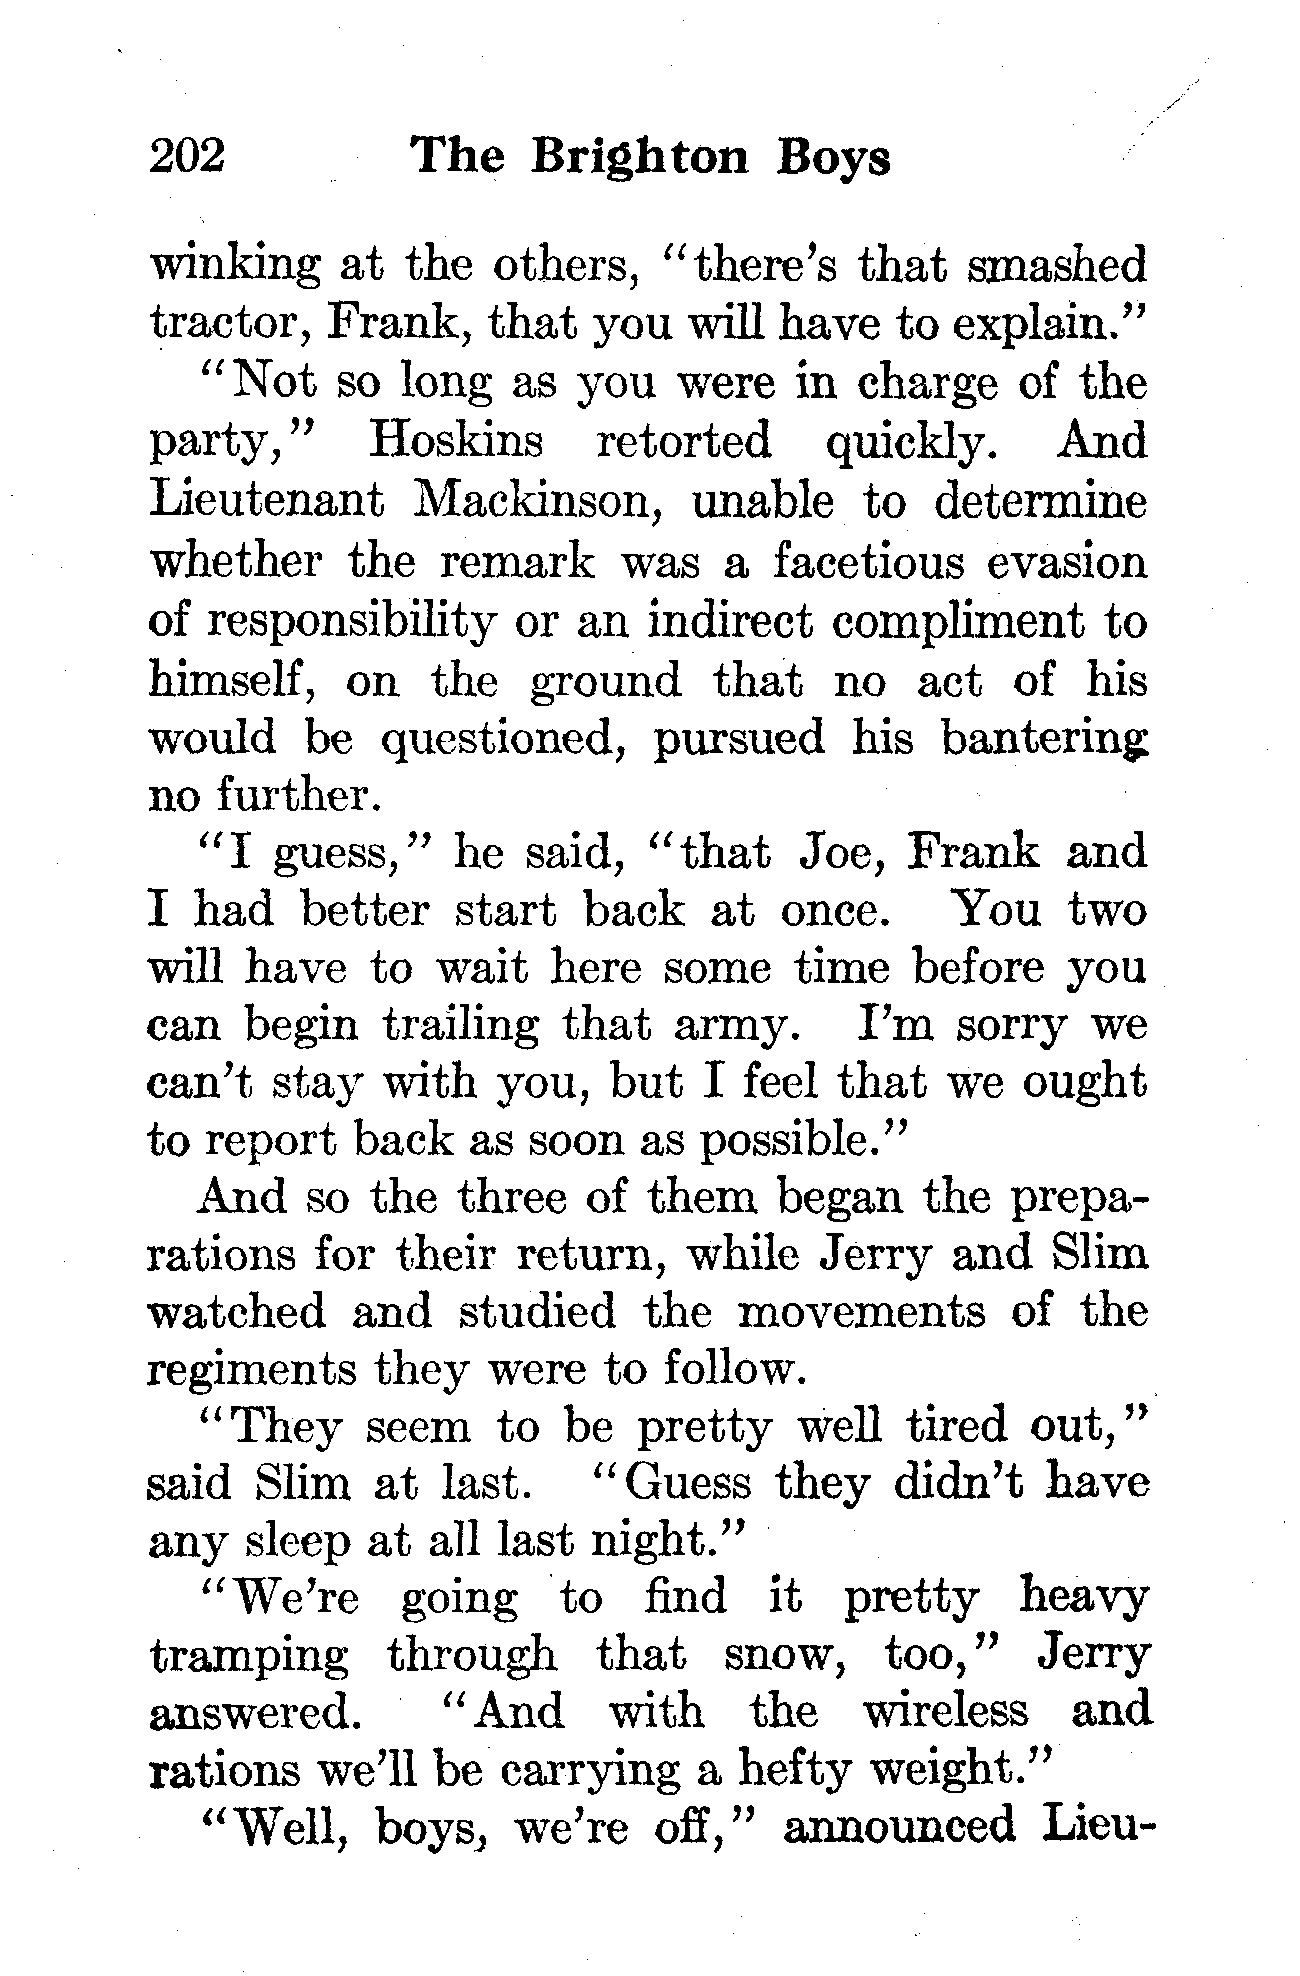 202 The Brighton Boys
winking at the others, "there's that smashed
tractor, Frank, that you will have to explain."
"Not so long as you were in charge of the
party," Hoskins retorted quickly. And
Lieutenant Mackinson, unable to determine
whether the remark was a facetious evasion
of responsibility or an indirect compliment to
himself, on the ground that no act of his
would be questioned, pursued his bantering
no further.
"I guess," he said, "that Joe, Frank and
I had better start back at once. You two
will have to wait here some time before you
can begin trailing that army. I'm sorry we
can't stay with you, but I feel that we ought
to report back as soon as possible."
And so the three of them began the prepa-
rations for their return, while Jerry and Slim
watched and studied the movements of the
regiments they were to follow.
"They seem to be pretty well tired out,"
said Slim at last. "Guess they didn't have
any sleep at all last night."
"We're going to find it pretty heavy
tramping through that snow, too," Jerry
answered. "And with the wireless and
rations we'll be carrying a hefty weight."
"Well, boys, we're off," announced Lieu-